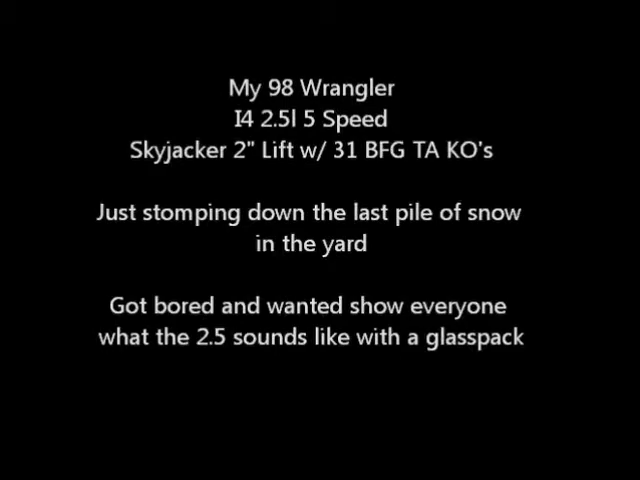 My 98 Wrangler
I4 2.5l 5 Speed
Skyjacker 2" Lift w/ 31 BFG TA KO's
Just stomping down the last pile of snow
in the yard
Got bored and wanted show everyone
what the 2.5 sounds like with a glasspack